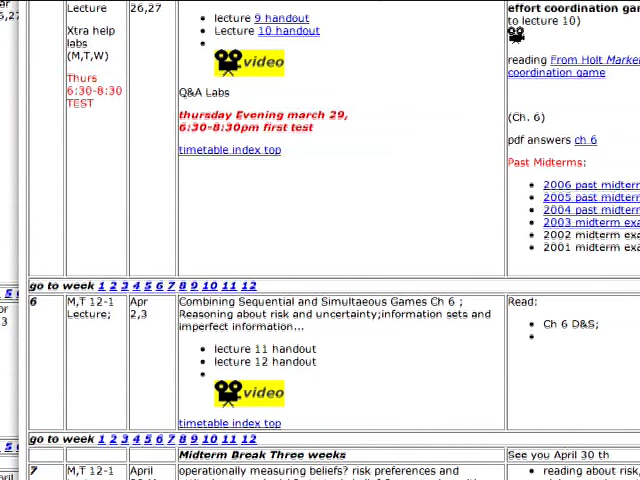 Lecture
26,27
Xtra help
labs
(M,T,W)
Thurs
6:30-8:30
TEST
lecture 9 handout
Lecture 10 handout
video
Q&A Labs
thursday Evening march 29,
6:30-8:30pm first test
timetable index top
effort coordination
to lecture 10)
reading From Holt
coordination game
(Ch. 6)
pdf answers ch 6
Past Midterms:
2006 past
2005 past
2004 past
2003 midterm
2002 midterm
2001 midterm
go to week 1 2 3 4 5 6 7 8 9 10 11 12
6
M,T 12-1
Lecture;
Apr
2,3
Combining Sequential and Simultaeous Games Ch 6 ;
Reasoning about risk and uncertainty;information sets and
imperfect information...
lecture 11 handout
lecture 12 handout
video
timetable index top
Read:
Ch 6 D&S;
go to week 1 2 3 4 5 6 7 8 9 10 11 12
Midterm Break Three weeks
See you April 30 th
7
M,T 12-1
April
operationally measuring beliefs? risk preferences and
reading about risk,